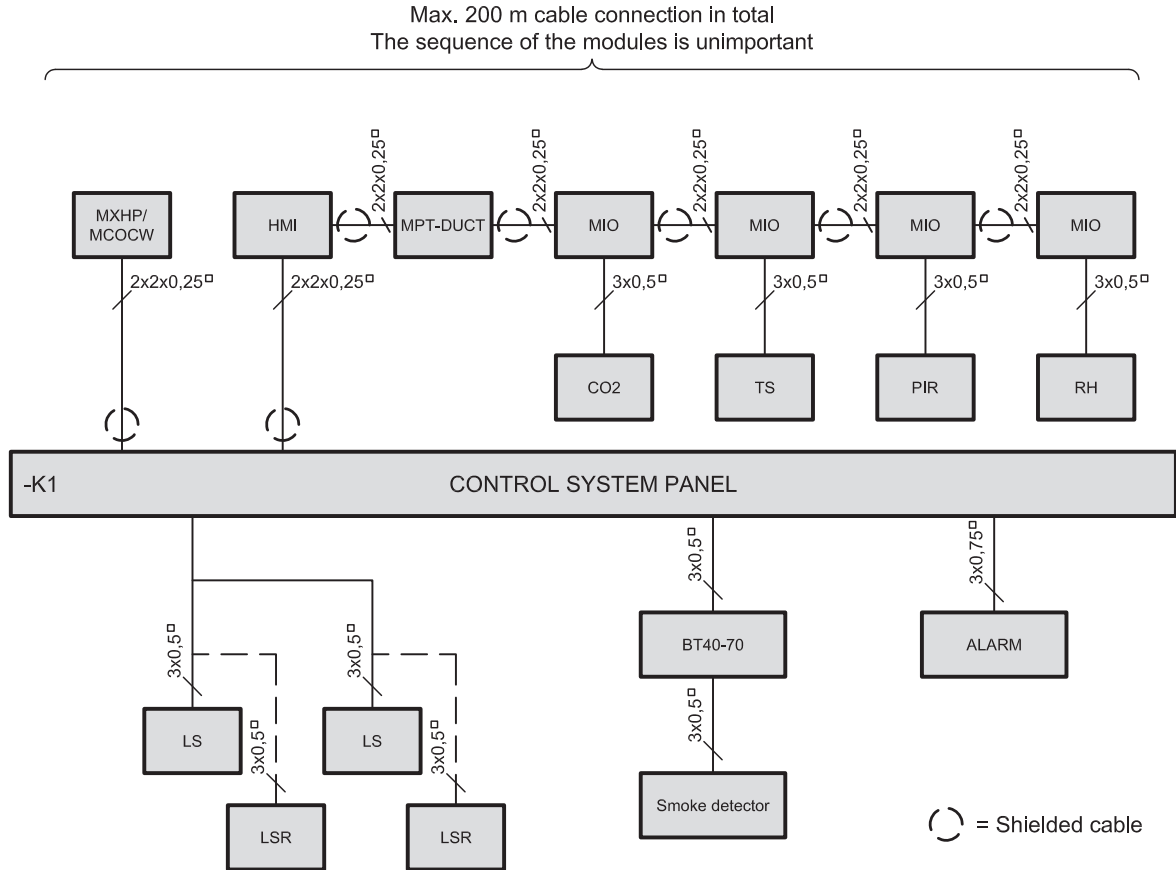 Max. 200 m cable connection in total
The sequence of the modules is unimportant
2x2x0,25□
2x2x0,25□
2x2x0,25□
2x2x0,25□
2x2x0,25□
MXHP/
MCOCW
HMI
MPT-DUCT
MIO
MIO
MIO
MIO
2x2x0,25□
2x2x0,25□
3x0,5□
3x0,5□
3x0,5□
3x0,5□
CO2
TS
PIR
RH
-K1
CONTROL SYSTEM PANEL
3x0,5□
3x0,75□
BT40-70
ALARM
3x0,5□
3x0,5□
3x0,5□
LS
LS
3x0,5□
3x0,5□
Smoke detector
LSR
LSR
= Shielded cable